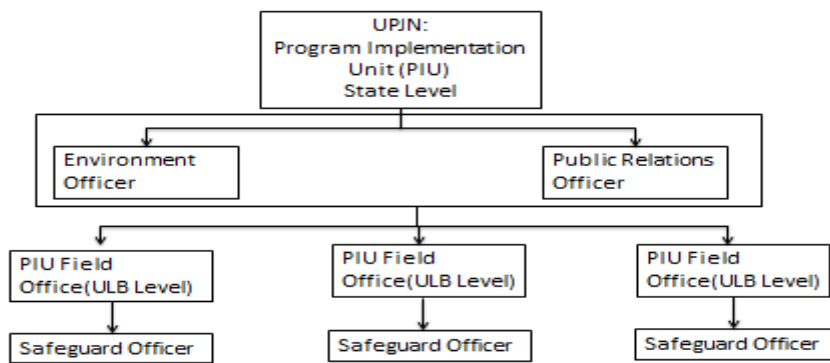 UPJN:
Program Implementation
Unit (PIU)
State Level
Environment
Officer
Public Relations
Officer
PIU Field
Office(ULB Level)
PIU Field
Office(ULB Level)
PIU Field
Office(ULB Level)
Safeguard Officer
Safeguard Officer
Safeguard Officer